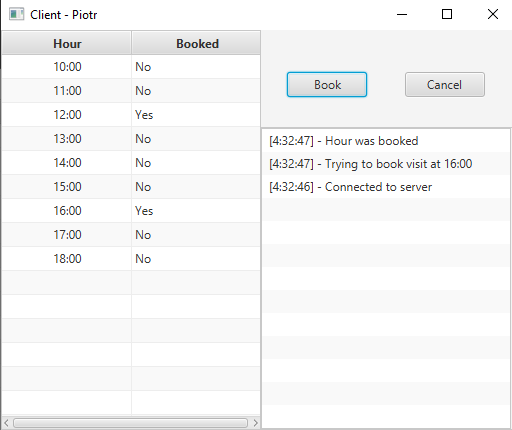 Client - Piotr
Hour Booked
10:00 No
11:00 No
12:00 Yes
13:00 No
14:00 No
15:00 No
16:00 Yes
17:00 No
18:00 No
Book Cancel
[4:32:47] - Hour was booked
[4:32:47] - Trying to book visit at 16:00
[4:32:46] - Connected to server